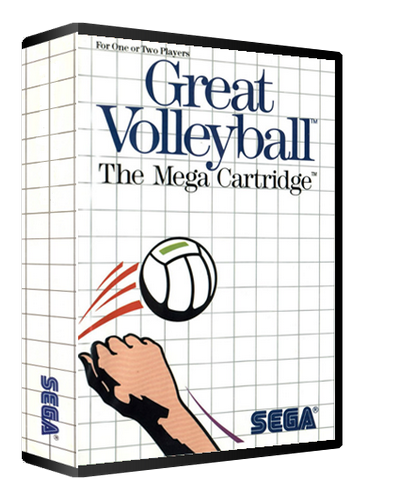 For One or Two Players
Great
Volleyball™
The Mega Cartridge™
SEGA®
SEGA®